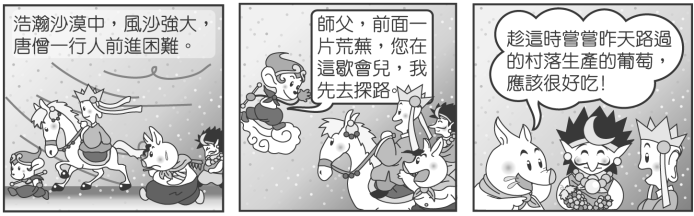 浩瀚沙漠中，風沙強大，
唐僧一行人前進困難。
師父，前面一
片荒蕪，您在
這歇會兒，我
先去探路。
趁這時嘗嘗昨天路過
的村落生產的葡萄，
應該很好吃！